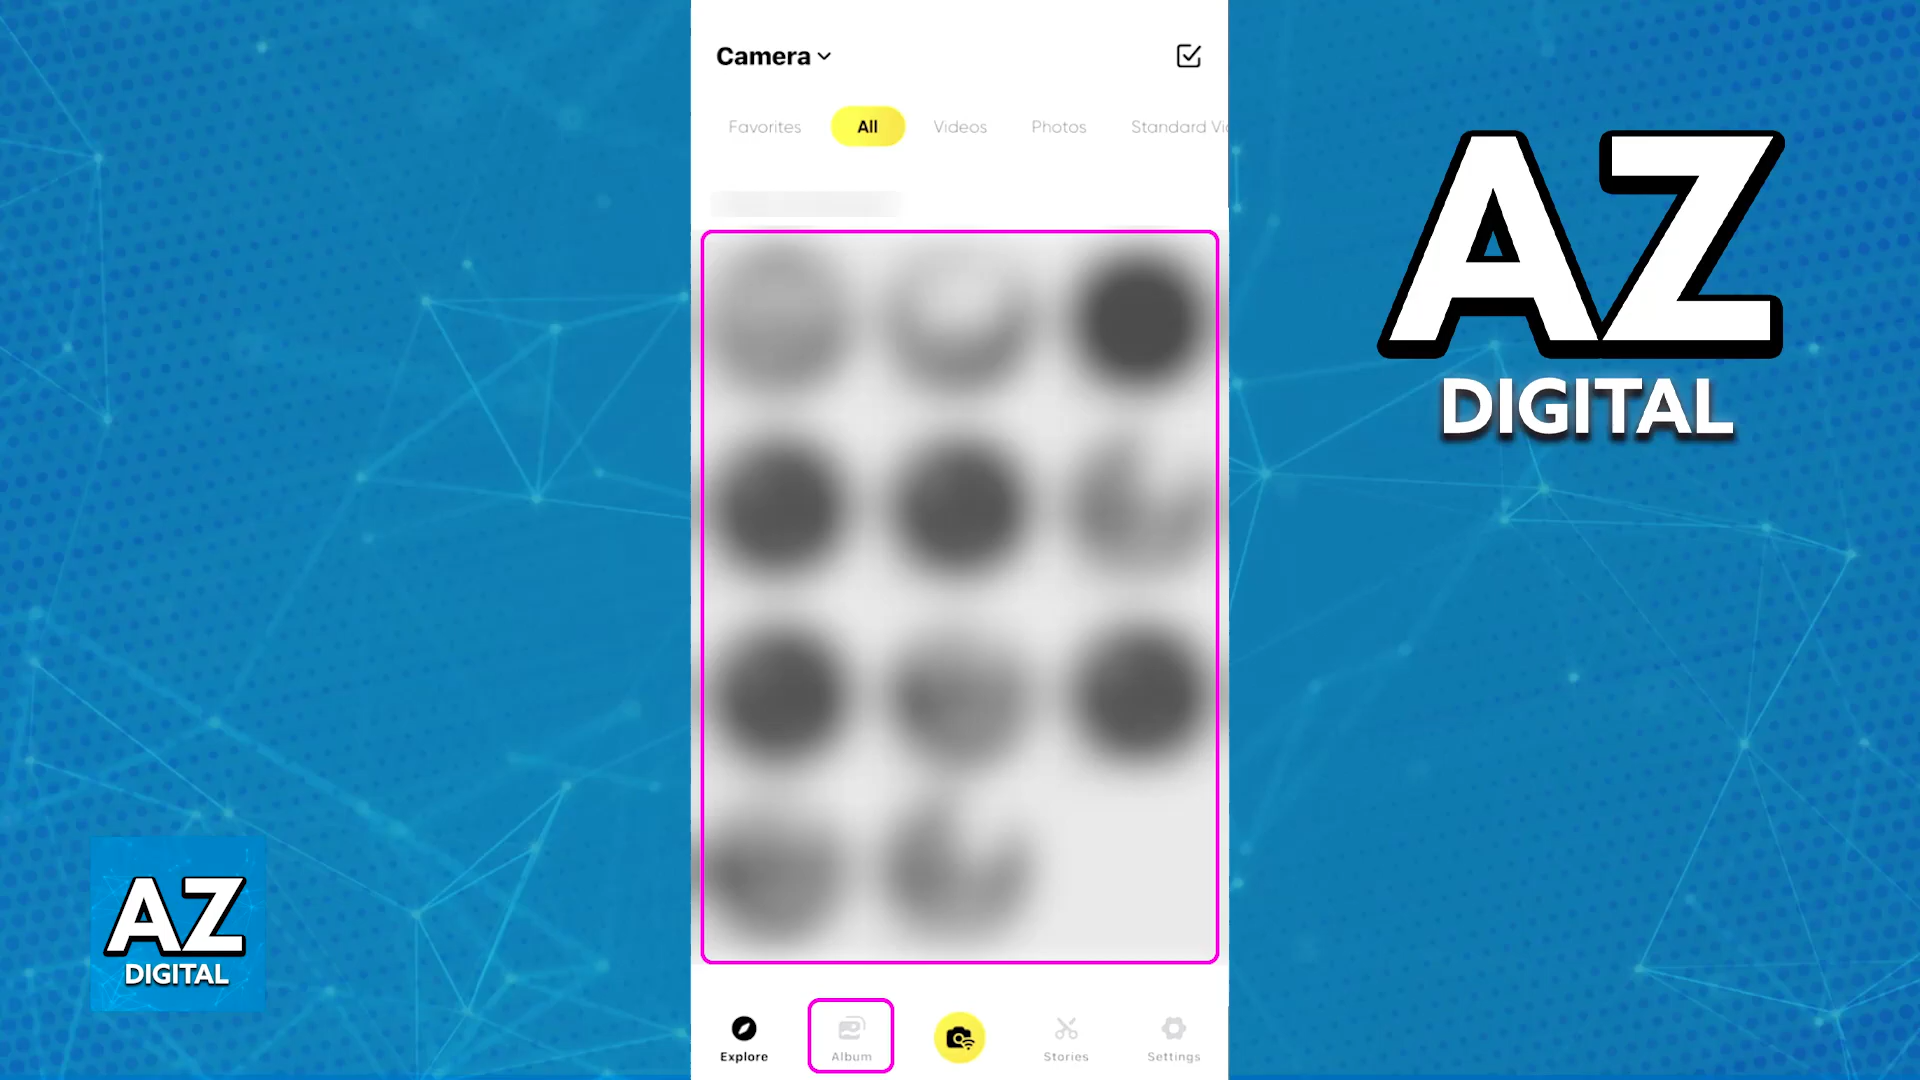 Camera
Favorites All Videos Photos Standard Vi
AZ
DIGITAL
AZ
DIGITAL
Explore Album Stories Settings